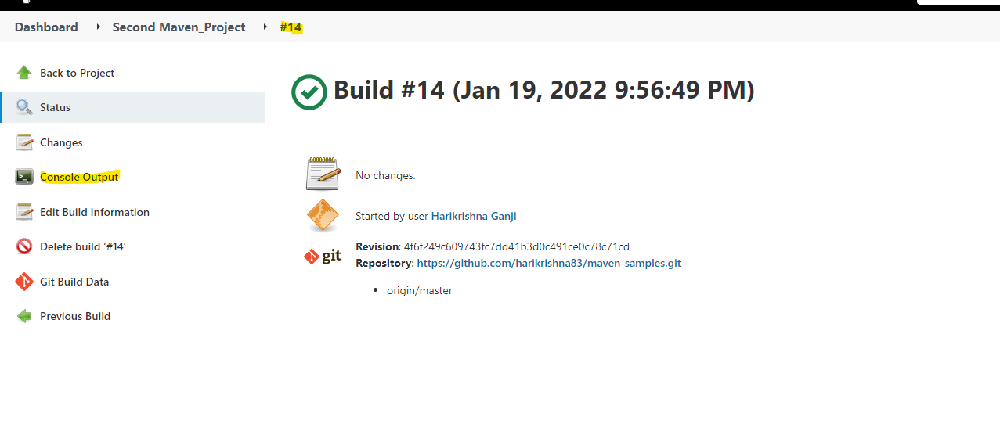 Dashboard Second Maven_Project #14
Back to Project
Status
Changes
Console Output
Edit Build Information
Delete build ‘#14’
Git Build Data
Previous Build
Build #14 (Jan 19, 2022 9:56:49 PM)
No changes.
Started by user Harikrishna Ganji
git
Revision: 4f6f249c609743fc7dd41b3d0c491ce0c78c71cd
Repository: https://github.com/harikrishna83/maven-samples.git
• origin/master